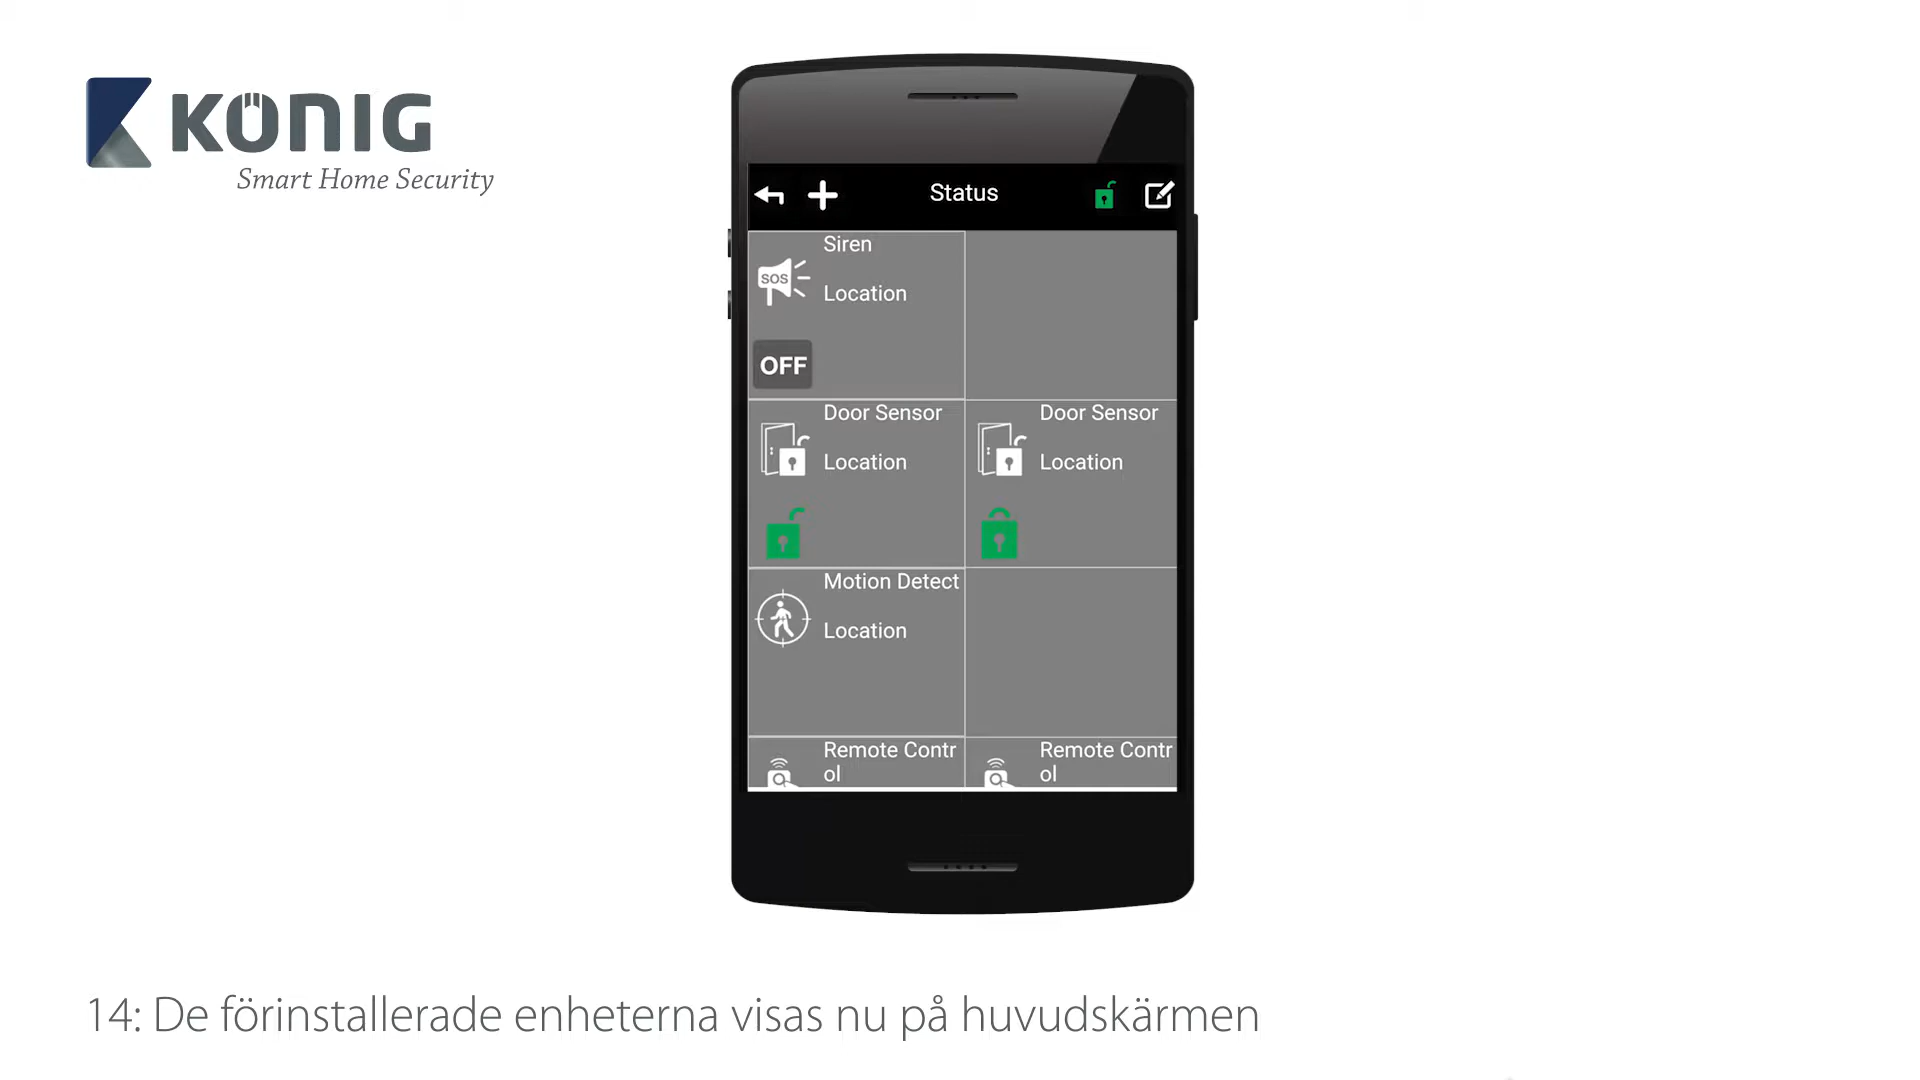 KÖNIG
Smart Home Security
Status
Siren
SOS
Location
OFF
Door Sensor
Door Sensor
Location
Location
Motion Detect
Location
Remote Contr
ol
Remote Contr
ol
14: De förinstallerade enheterna visas nu på huvudskärmen